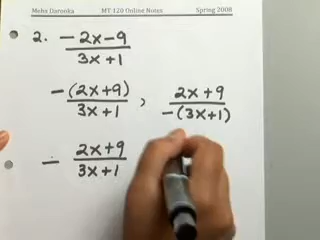 Mehs Daronka MT 120 Online Notes Spring 2008
2. (-2x-9)/(3x+1)
-(2x+9)/(3x+1) , (2x+9)/-(3x+1)
- (2x+9)/(3x+1)